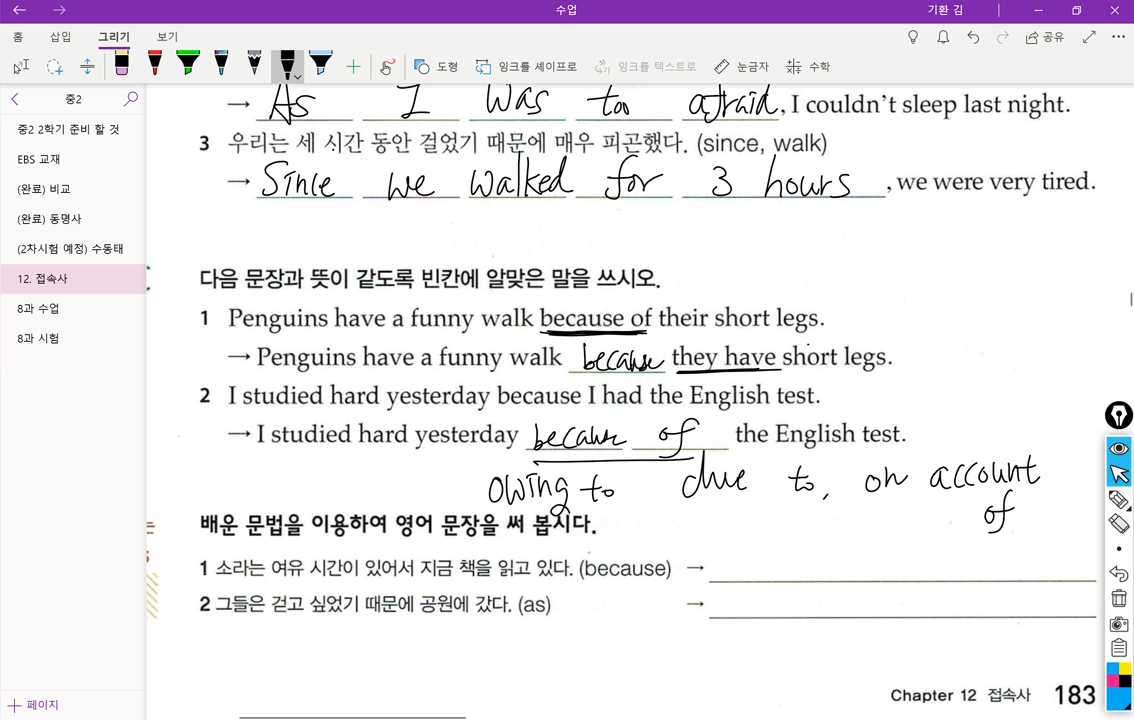 수업
기환 김
홈 삽입 그리기 보기
공유
도형 잉크를 셰이프로 잉크를 텍스트로 눈금자 수학
중2
중2 2학기 준비 할 것
EBS 교재
(완료) 비교
(완료) 동명사
(2차시험 예정) 수동태
12. 접속사
8과 수업
8과 시험
페이지
→ As I was too afraid, I couldn't sleep last night.
3 우리는 세 시간 동안 걸었기 때문에 매우 피곤했다. (since, walk)
→ Since we walked for 3 hours, we were very tired.
다음 문장과 뜻이 같도록 빈칸에 알맞은 말을 쓰시오.
1 Penguins have a funny walk because of their short legs.
→ Penguins have a funny walk because they have short legs.
2 I studied hard yesterday because I had the English test.
→ I studied hard yesterday because of the English test.
owing to due to, on account
of
배운 문법을 이용하여 영어 문장을 써 봅시다.
1 소라는 여유 시간이 있어서 지금 책을 읽고 있다. (because) →
2 그들은 걷고 싶었기 때문에 공원에 갔다. (as) →
Chapter 12 접속사 183